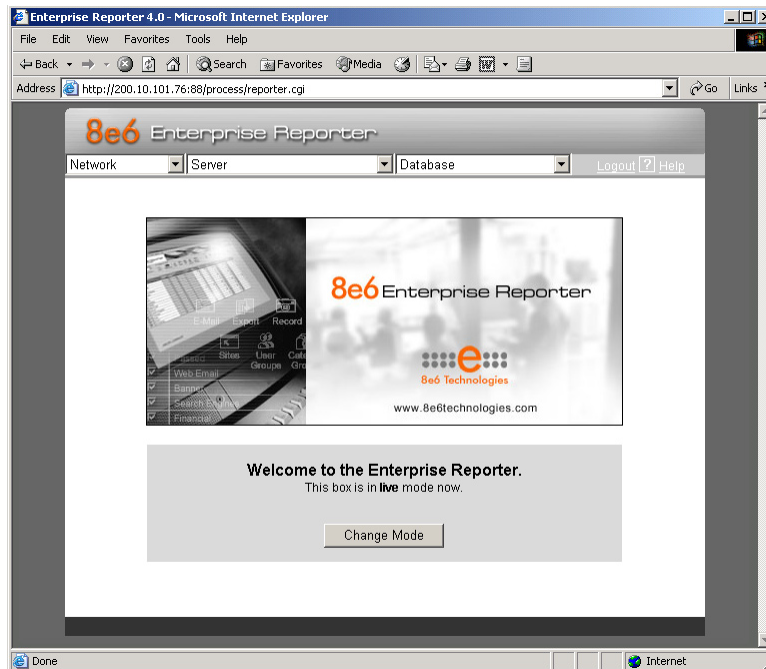 Enterprise Reporter 4.0 - Microsoft Internet Explorer
File Edit View Favorites Tools Help
Back Search Favorites Media
Address http://200.10.101.76:88/process/reporter.cgi Go Links
8e6 Enterprise Reporter
Network Server Database Logout ? Help
8e6 Enterprise Reporter
E-Mail Export Record
Sites User Groups
Web Email
Banner
Search Engines
Financial
8e6 Technologies
www.8e6technologies.com
Welcome to the Enterprise Reporter.
This box is in live mode now.
Change Mode
Done Internet